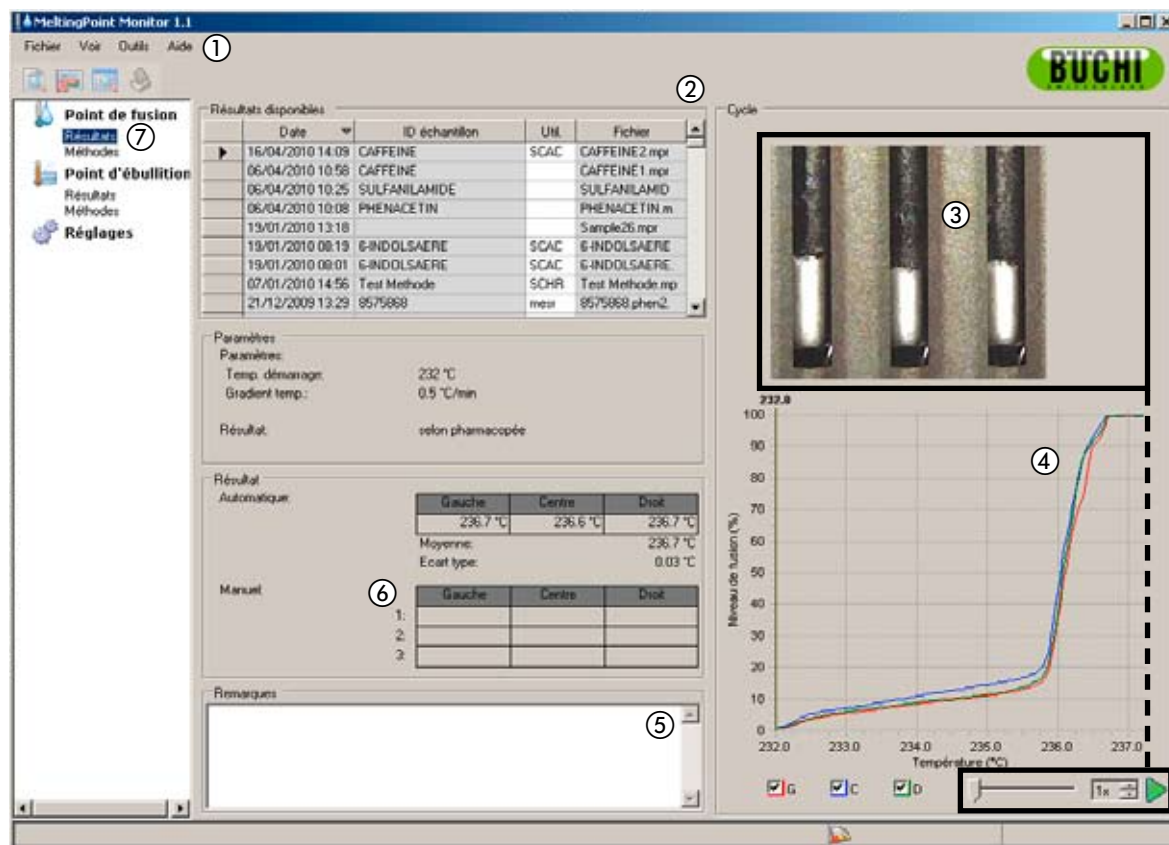 MeltingPoint Monitor 1.1
Fichier Voir Outils Aide ①
BÜCHI
SWITZERLAND
Point de fusion
Résultats ⑦
Méthodes
Point d'ébullition
Résultats
Méthodes
Réglages
Résultats disponibles ②
Date ID échantillon Util. Fichier
16/04/2010 14:09 CAFFEINE SCAC CAFFEINE2.mpr
06/04/2010 10:58 CAFFEINE CAFFEINE1.mpr
06/04/2010 10:25 SULFANILAMIDE SULFANILAMID
06/04/2010 10:08 PHENACETIN PHENACETIN.m
19/01/2010 13:18 Sample26.mpr
19/01/2010 08:19 6-INDOLSAERE SCAC 6-INDOLSAERE
19/01/2010 08:01 6-INDOLSAERE SCAC 6-INDOLSAERE.
07/01/2010 14:56 Test Methode SCHR Test Methode.mp
21/12/2009 13:29 8575868 mesr 8575868.phen2.
Paramètres
Paramètres:
Temp. démarrage: 232 °C
Gradient temp.: 0.5 °C/min
Résultat: selon pharmacopée
Résultat
Automatique:
Gauche Centre Droit
236.7 °C 236.6 °C 236.7 °C
Moyenne: 236.7 °C
Ecart type: 0.03 °C
Manuel: ⑥
Gauche Centre Droit
1:
2:
3:
Remarques
⑤
Cycle
③
232.0
④
Niveau de fusion (%)
100
90
80
70
60
50
40
30
20
10
0
232.0 233.0 234.0 235.0 236.0 237.0
Température (°C)
G C D 1x